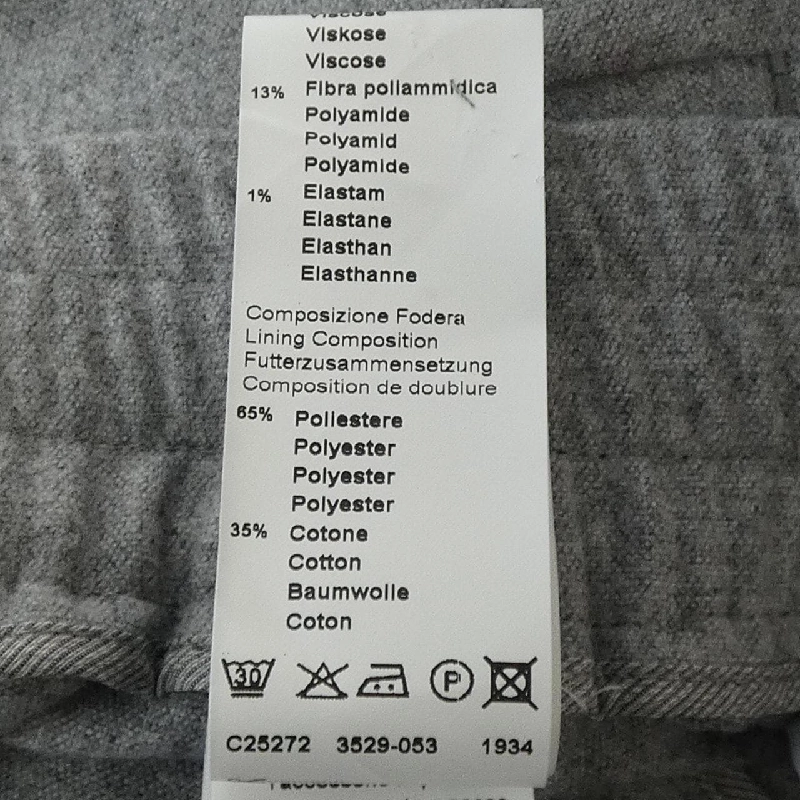 Viscose
Viskose
Viscose
13% Fibra poliammidica
Polyamide
Polyamid
Polyamide
1% Elastam
Elastane
Elasthan
Elasthanne
Composizione Fodera
Lining Composition
Futterzusammensetzung
Composition de doublure
65% Poliestere
Polyester
Polyester
Polyester
35% Cotone
Cotton
Baumwolle
Coton
30 P
C25272 3529-053 1934